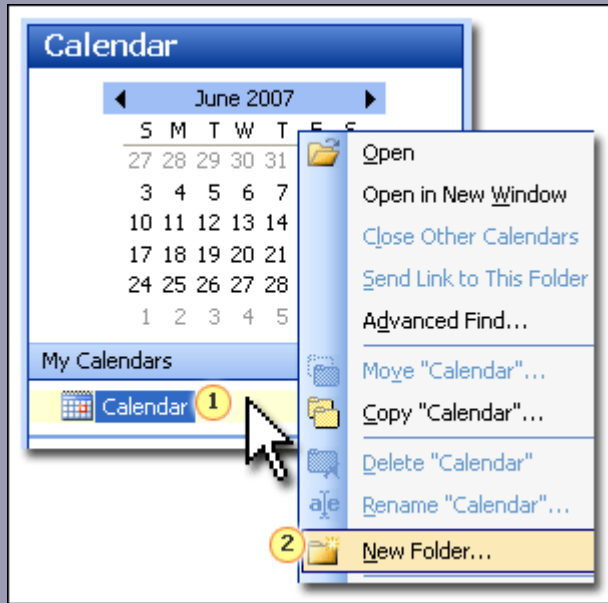 Calendar
June 2007
S M T W T F S
27 28 29 30 31
3 4 5 6 7
10 11 12 13 14
17 18 19 20 21
24 25 26 27 28
1 2 3 4 5
My Calendars
Calendar 1
Open
Open in New Window
Close Other Calendars
Send Link to This Folder
Advanced Find...
Move "Calendar"...
Copy "Calendar"...
Delete "Calendar"
a e Rename "Calendar"...
2 New Folder...